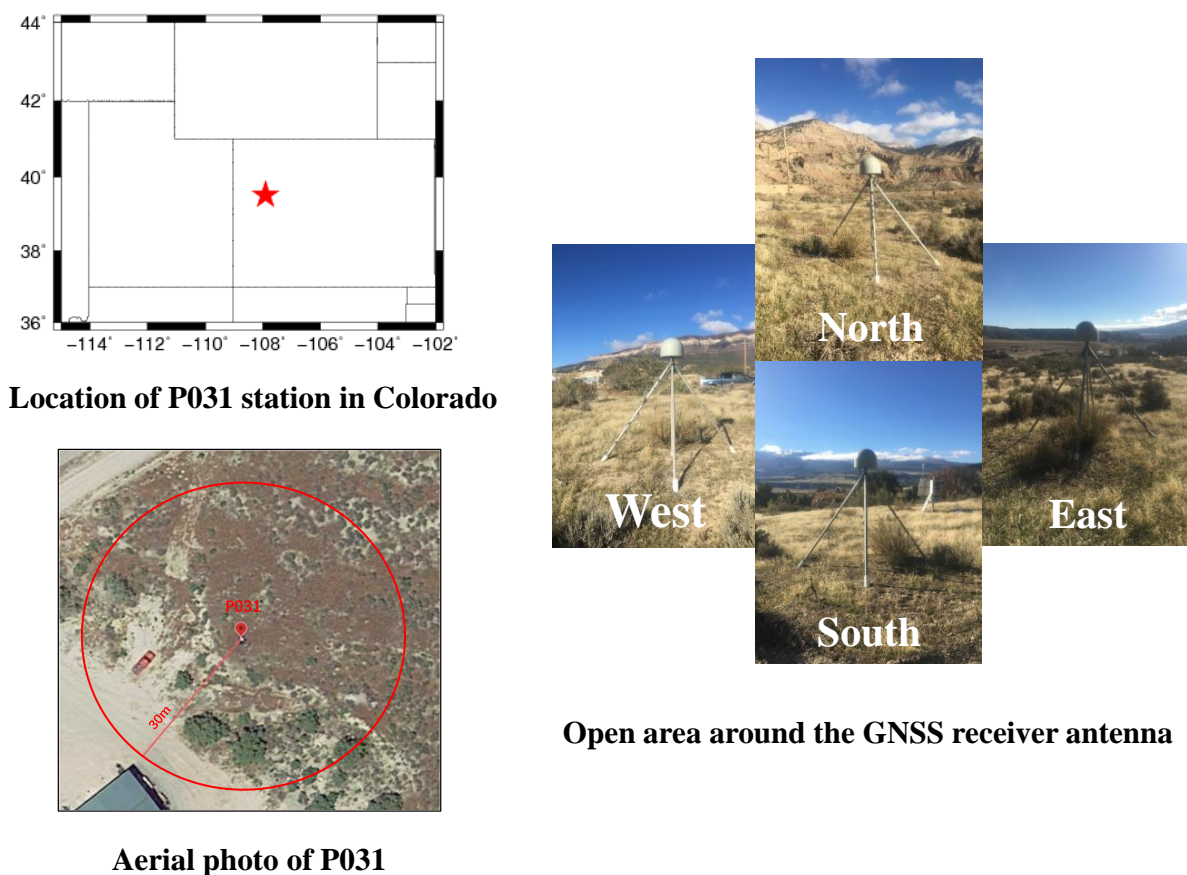 44°
42°
40°
38°
36°
−114° −112° −110° −108° −106° −104° −102°
Location of P031 station in Colorado
P031
30m
Aerial photo of P031
North
West
East
South
Open area around the GNSS receiver antenna